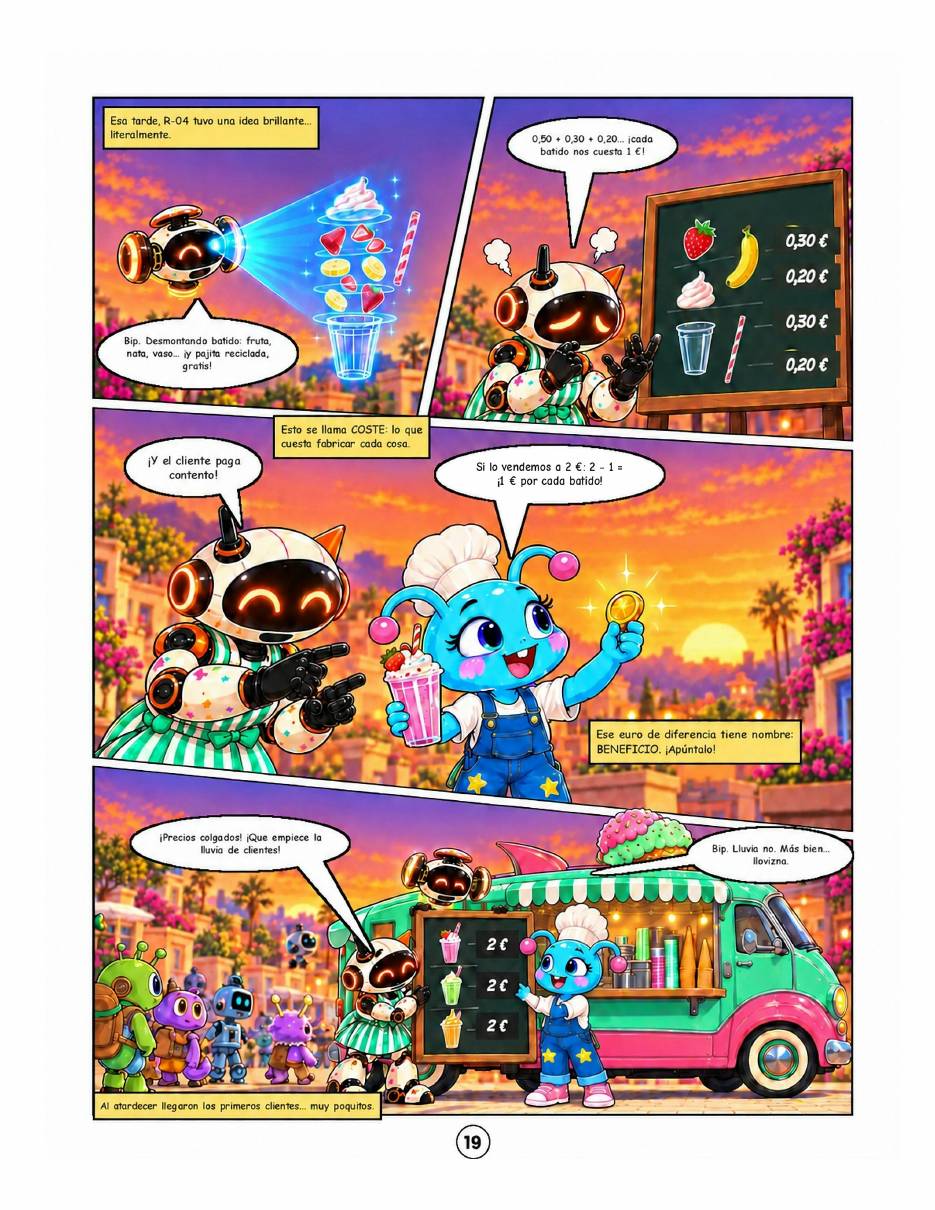 Esa tarde, R-04 tuvo una idea brillante...
literalmente.
Bip. Desmontando batido: fruta,
nata, vaso... ¡y pajita reciclada,
gratis!
0,50 + 0,30 + 0,20... ¡cada
batido nos cuesta 1 €!
0,30 €
0,20 €
0,30 €
0,20 €
Esto se llama COSTE: lo que
cuesta fabricar cada cosa.
¡Y el cliente paga
contento!
Si lo vendemos a 2 €: 2 - 1 =
¡1 € por cada batido!
Ese euro de diferencia tiene nombre:
BENEFICIO. ¡Apúntalo!
¡Precios colgados! ¡Que empiece la
lluvia de clientes!
Bip. Lluvia no. Más bien...
llovizna.
2 €
2 €
2 €
Al atardecer llegaron los primeros clientes... muy poquitos.
19